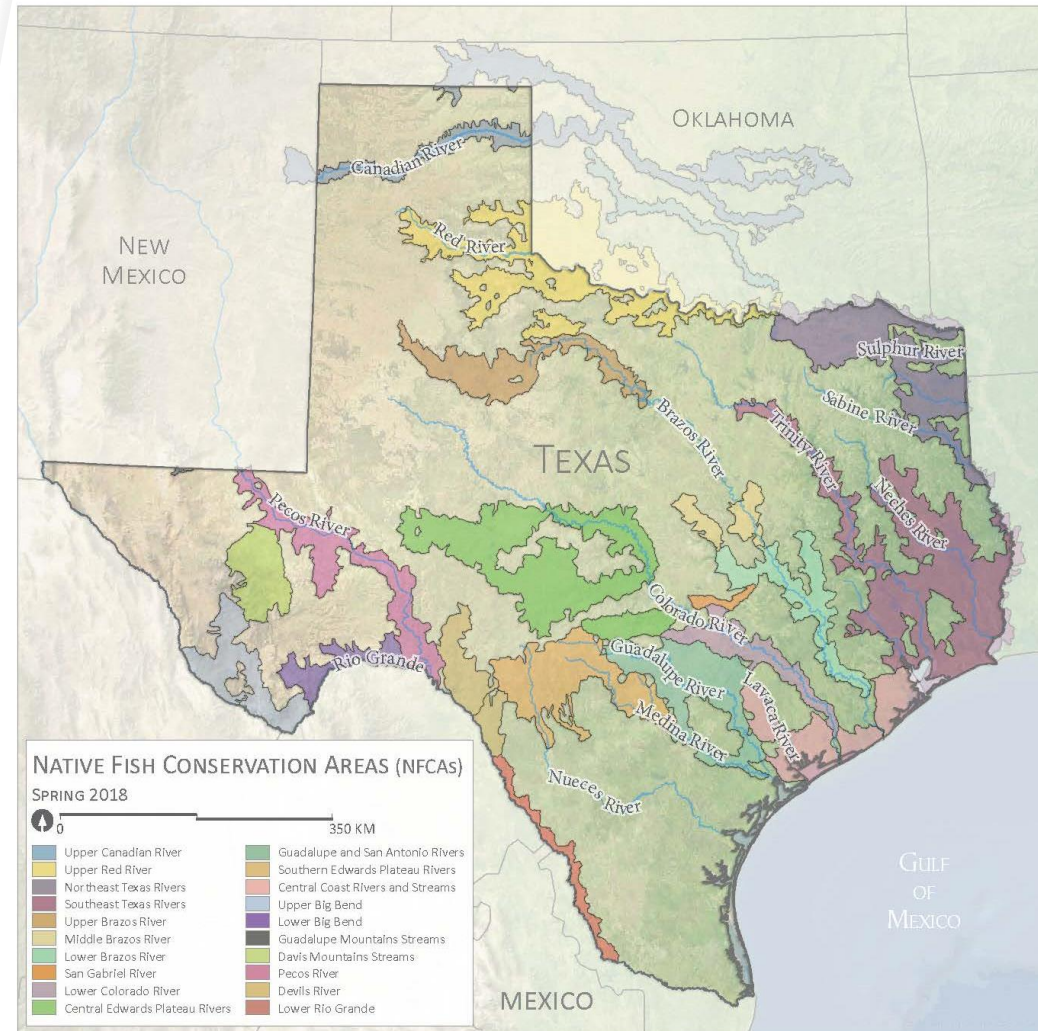 OKLAHOMA
Canadian River
NEW
MEXICO
Red River
Sulphur River
Sabine River
Brazos River
Trinity River
TEXAS
Neches River
Pecos River
Colorado River
Rio Grande
Guadalupe River
Lavaca River
Medina River
Nueces River
GULF
OF
MEXICO
MEXICO
NATIVE FISH CONSERVATION AREAS (NFCAS)
SPRING 2018
0 350 KM
Upper Canadian River
Upper Red River
Northeast Texas Rivers
Southeast Texas Rivers
Upper Brazos River
Middle Brazos River
Lower Brazos River
San Gabriel River
Lower Colorado River
Central Edwards Plateau Rivers
Guadalupe and San Antonio Rivers
Southern Edwards Plateau Rivers
Central Coast Rivers and Streams
Upper Big Bend
Lower Big Bend
Guadalupe Mountains Streams
Davis Mountains Streams
Pecos River
Devils River
Lower Rio Grande